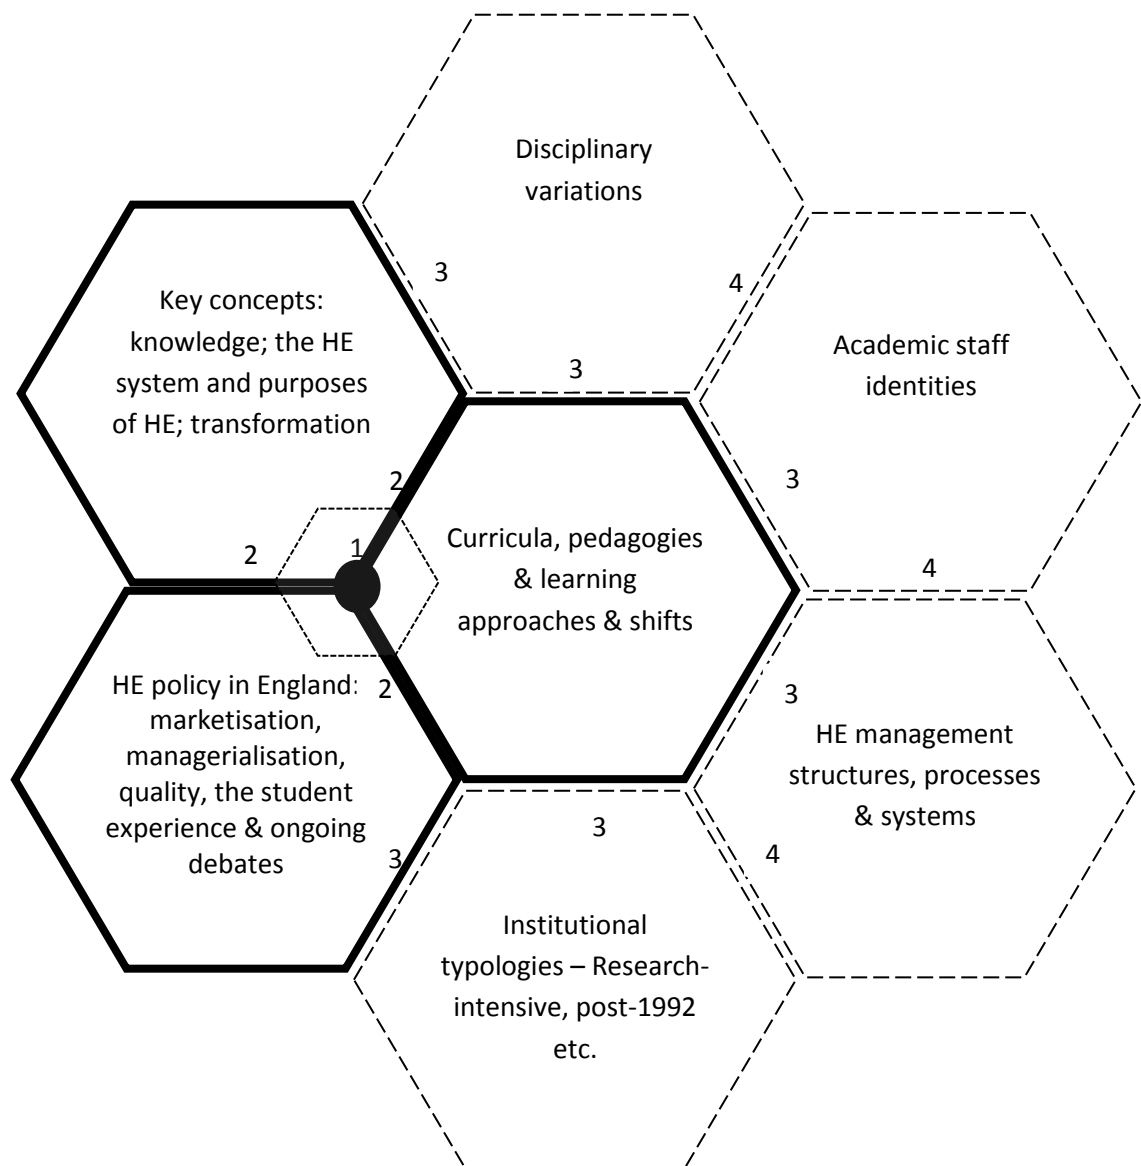 Disciplinary
variations
3
4
3
Key concepts:
knowledge; the HE
system and purposes
of HE; transformation
Academic staff
identities
2
3
2
1
Curricula, pedagogies
& learning
approaches & shifts
4
2
HE policy in England:
marketisation,
managerialisation,
quality, the student
experience & ongoing
debates
3
HE management
structures, processes
& systems
3
3
4
Institutional
typologies – Research-
intensive, post-1992
etc.